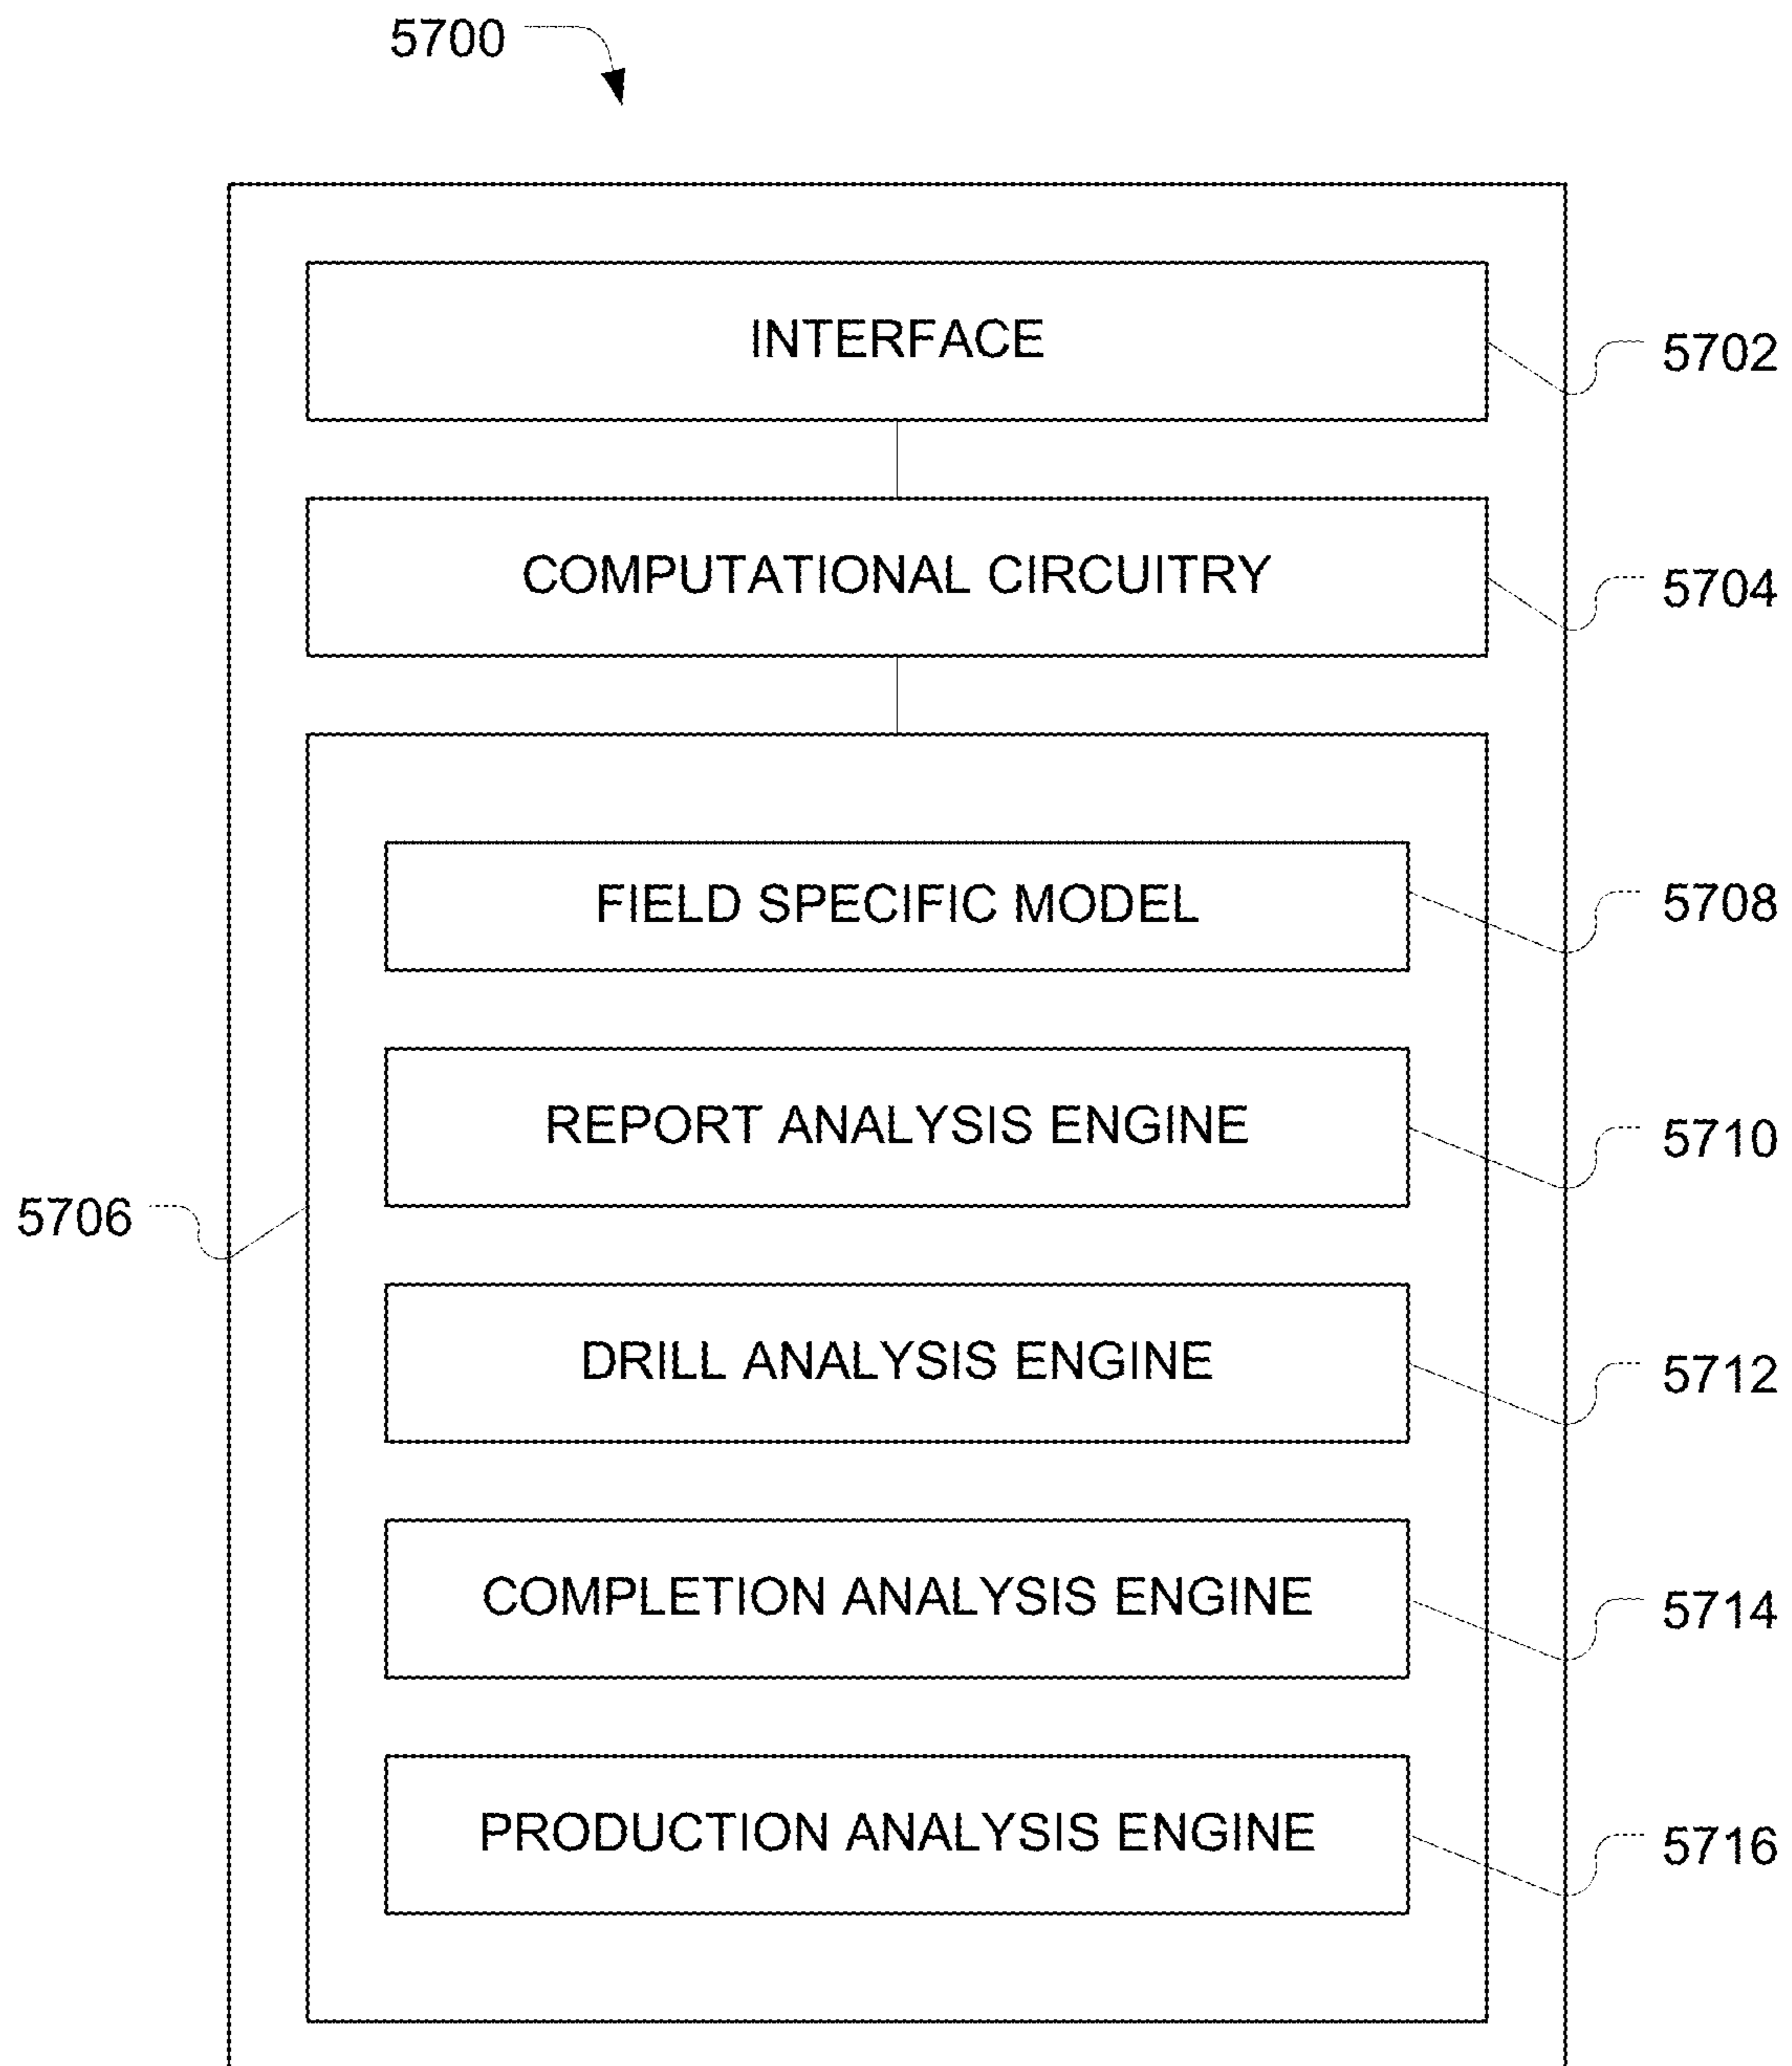 5700
INTERFACE
5702
COMPUTATIONAL CIRCUITRY
5704
FIELD SPECIFIC MODEL
5708
REPORT ANALYSIS ENGINE
5710
5706
DRILL ANALYSIS ENGINE
5712
COMPLETION ANALYSIS ENGINE
5714
PRODUCTION ANALYSIS ENGINE
5716